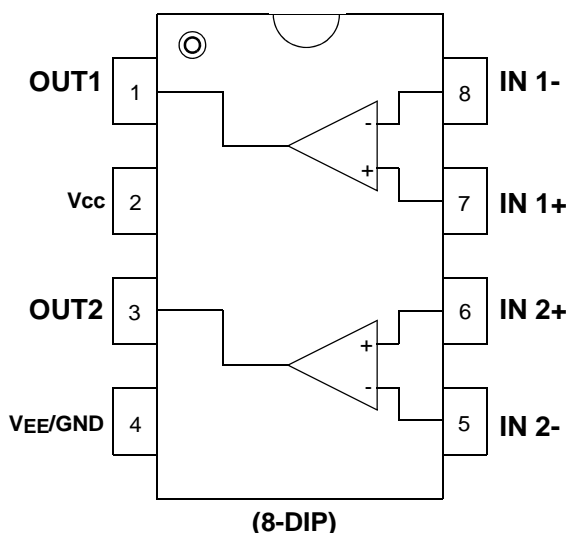 OUT1 1 - 8 IN 1-
Vcc 2 + 7 IN 1+
OUT2 3 + 6 IN 2+
VEE/GND 4 - 5 IN 2-
(8-DIP)